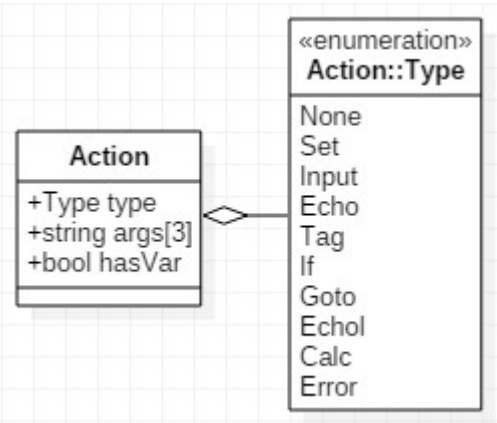 Action
+Type type
+string args[3]
+bool hasVar
«enumeration»
Action::Type
None
Set
Input
Echo
Tag
If
Goto
Echol
Calc
Error